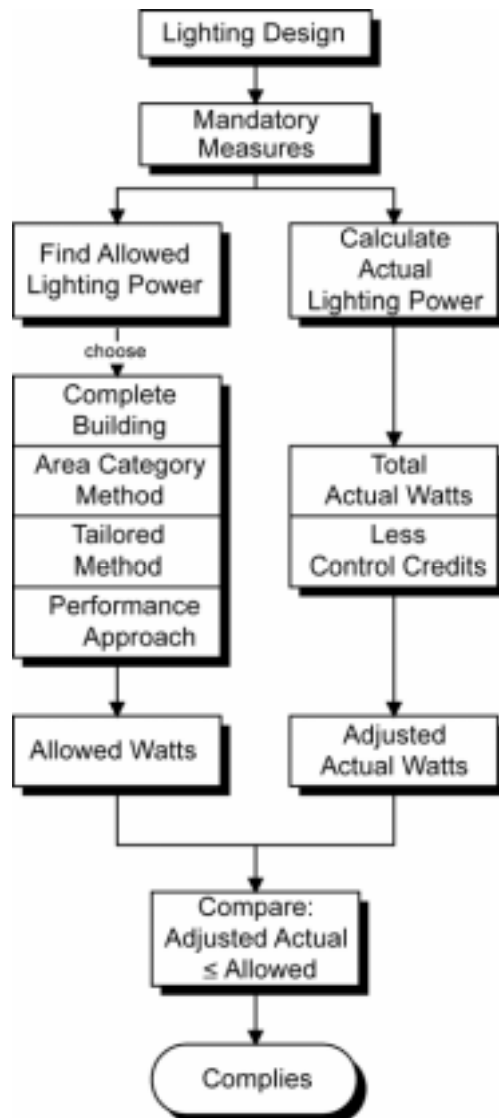 Lighting Design
Mandatory
Measures
Find Allowed
Lighting Power
choose
Complete
Building
Area Category
Method
Tailored
Method
Performance
Approach
Allowed Watts
Calculate
Actual
Lighting Power
Total
Actual Watts
Less
Control Credits
Adjusted
Actual Watts
Compare:
Adjusted Actual
≤ Allowed
Complies